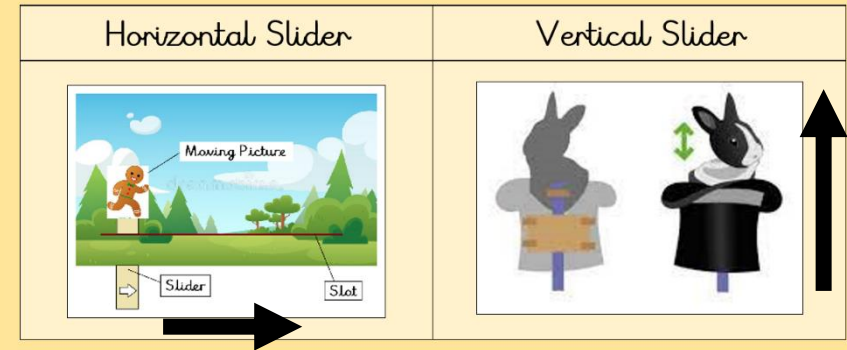 Horizontal Slider
Vertical Slider
Moving Picture
Slider
Slot